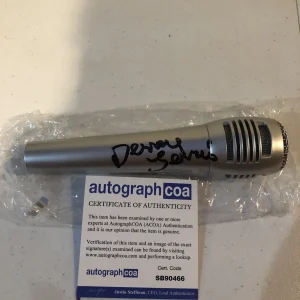 autographcoa
CERTIFICATE OF AUTHENTICITY
This item has been examined by one or more
experts at AutographCOA (ACOA) Authentication
and it is our opinion that the item is genuine.
Verification of this item and an image of the exact
signature(s) examined can be found by visiting
www.autographcoa.com and performing a lookup.
autographcoa
Cert. Code
SB90466